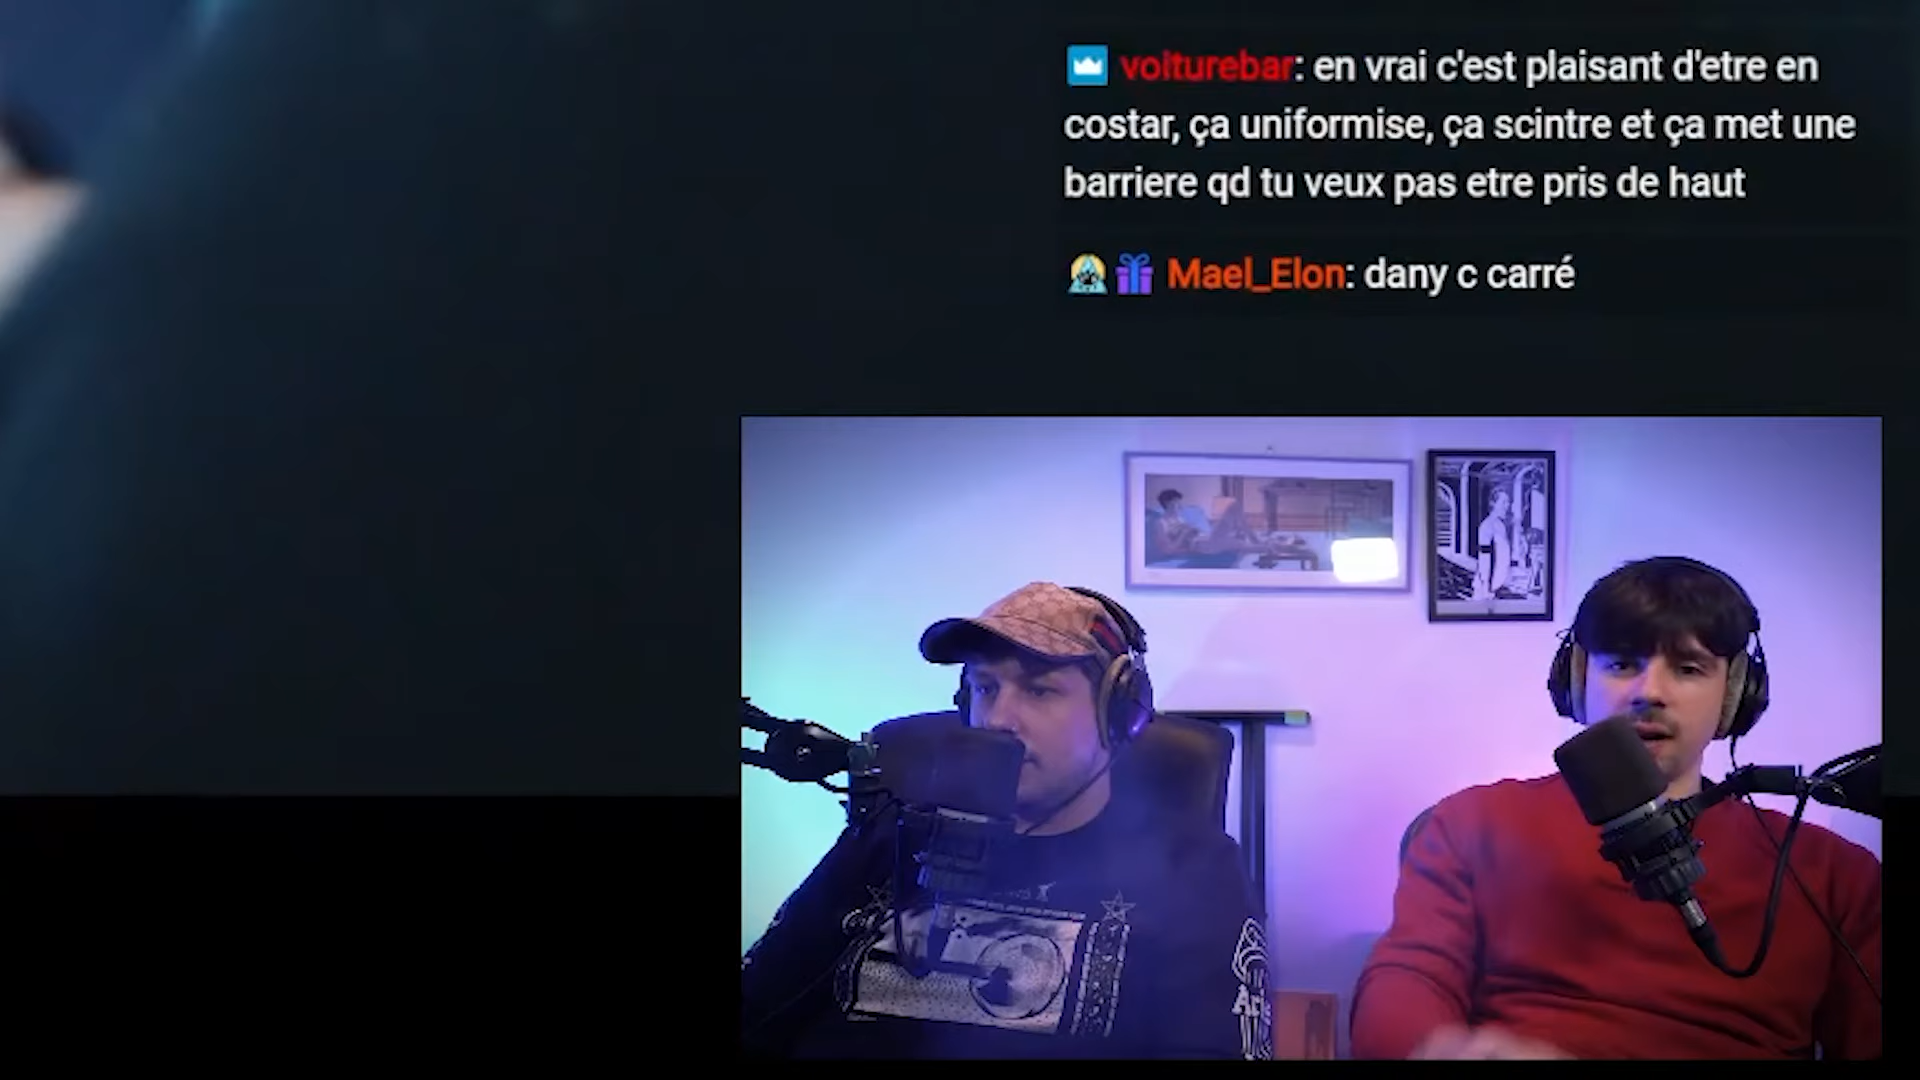 voiturebar: en vrai c'est plaisant d'etre en
costar, ça uniformise, ça scintre et ça met une
barriere qd tu veux pas etre pris de haut
Mael_Elon: dany c carré